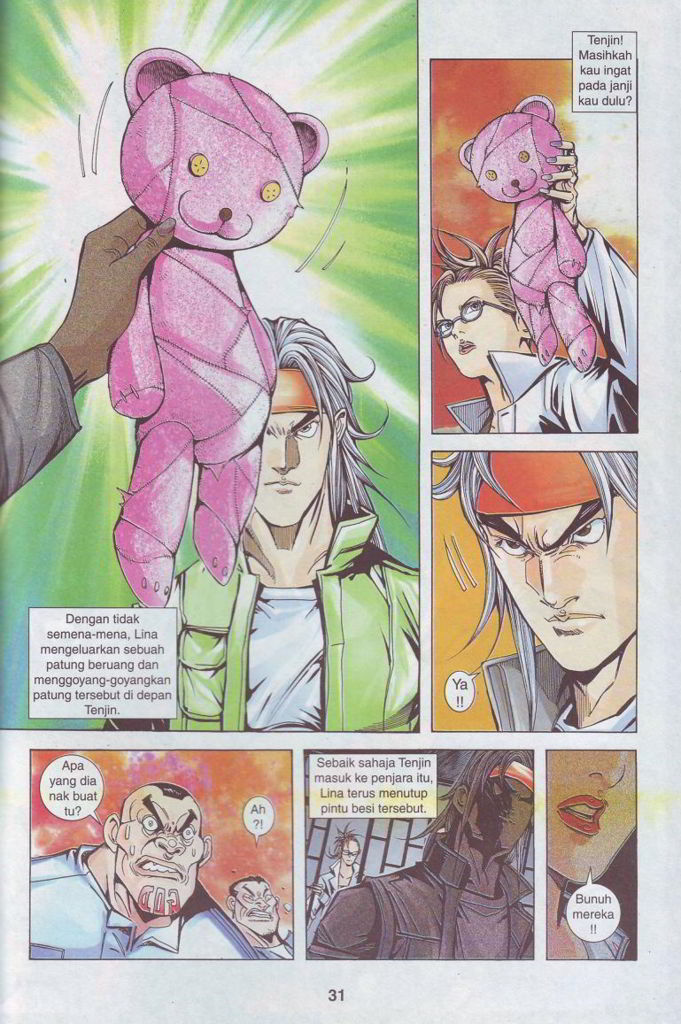 Dengan tidak
semena-mena, Lina
mengeluarkan sebuah
patung beruang dan
menggoyang-goyangkan
patung tersebut di depan
Tenjin.
Tenjin!
Masihkah
kau ingat
pada janji
kau dulu?
Ya
!!
Apa
yang dia
nak buat
tu?
Ah
?!
Sebaik sahaja Tenjin
masuk ke penjara itu,
Lina terus menutup
pintu besi tersebut.
Bunuh
mereka
!!
31